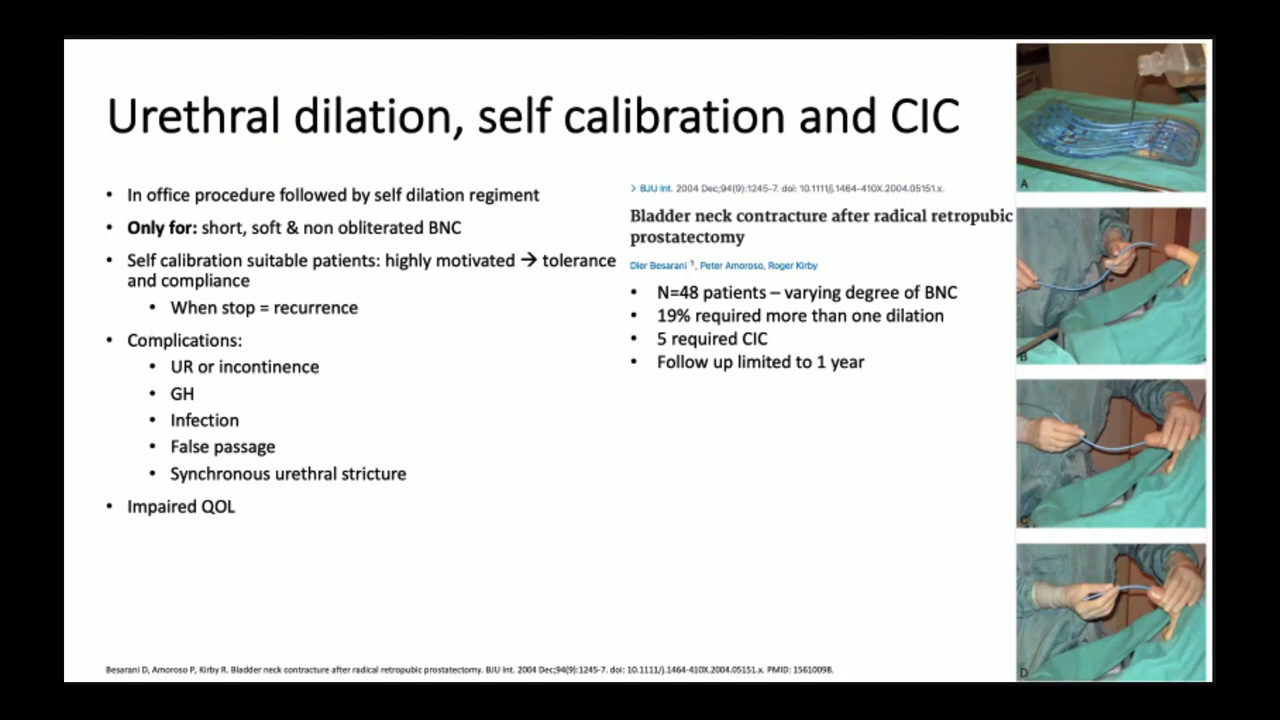 Urethral dilation, self calibration and CIC
• In office procedure followed by self dilation regiment
• Only for: short, soft & non obliterated BNC
• Self calibration suitable patients: highly motivated → tolerance
and compliance
• When stop = recurrence
• Complications:
• UR or incontinence
• GH
• Infection
• False passage
• Synchronous urethral stricture
• Impaired QOL
> BJU Int. 2004 Dec;94(9):1245-7. doi: 10.1111/j.1464-410X.2004.05151.x.
Bladder neck contracture after radical retropubic
prostatectomy
Dler Besarani ¹, Peter Amoroso, Roger Kirby
• N=48 patients – varying degree of BNC
• 19% required more than one dilation
• 5 required CIC
• Follow up limited to 1 year
A
B
C
D
Besarani D, Amoroso P, Kirby R. Bladder neck contracture after radical retropubic prostatectomy. BJU Int. 2004 Dec;94(9):1245-7. doi: 10.1111/j.1464-410X.2004.05151.x. PMID: 15610098.